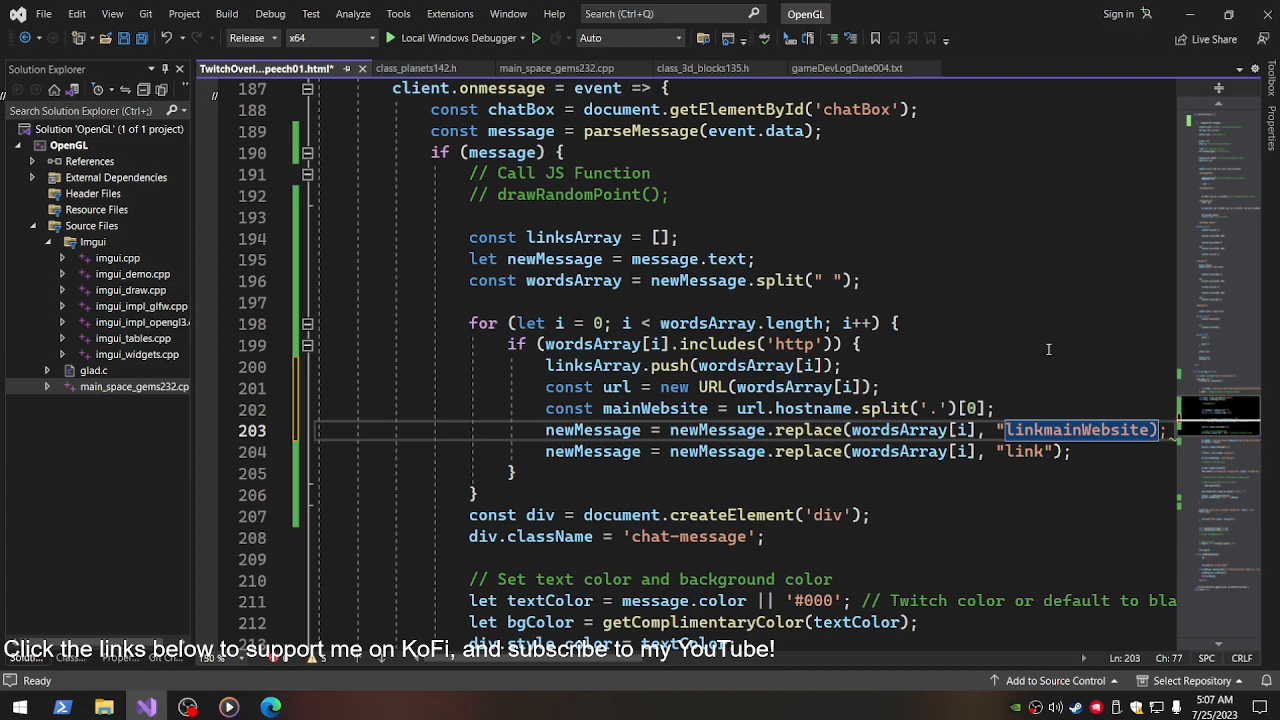 File Edit View Git Project Build Debug Test Analyze Tools Extensions Window Help Search (Ctrl+Q) OpenGL Sign in
Release x64 Local Windows Debugger Auto Live Share
Solution Explorer
Search Solution Explorer (Ctrl+;)
Solution 'OpenGL' (1 of 1 project)
OpenGL
References
External Dependencies
Header Files
Resource Files
Source Files
imgui
imgui.cpp
imgui_demo.cpp
imgui_draw.cpp
imgui_impl_glfw.cpp
imgui_impl_opengl3.c
imgui_tables.cpp
imgui_widgets.cpp
glad.c
main_space_gems232.cp
TwitchOverl...peech01.html* class_planets142.h main_space_gems232.cpp class_3d_blocks135.h gameDevLogDate004.txt
187 client.onmessage = event => {
188 const chatBox = document.getElementById('chatBox');
189 const message = parseMessage(event.data);
190 if (message) {
191 // Call JS Function
192 // drawRandomPoint();
193
194 const linksArray = [];
195 let newMessage = message.text;
196 const wordsArray = newMessage.split(" ");
197
198 for (let i = 0; i < wordsArray.length; i++) {
199 if (wordsArray[i].includes('http')) {
200 linksArray.push(wordsArray[i]);
201 const url = new URL(wordsArray[i]);
202 const mainWebsite = url.hostname.split('.')[0];
203 newMessage = newMessage.replace(wordsArray[i], "linkmainWebsite);
204 newMessage = newMessage.replace(wordsArray[i], "link");
205 }
206 }
207 const div = document.createElement('div');
208 div.className = 'chat-message';
209
210 // Set text color and background color
211 let textColor = message.color || '#000'; // Twitch color or default to bla
212 let bgColor = getComplimentaryColor(textColor);
213 div.style.color = textColor
Click the links below to support me on KoFi, and subscribe to my YouTube!
Ln: 203 Ch: 77 SPC CRLF
Ready Add to Source Control Select Repository
5:07 AM
7/25/2023
Toolbox
Properties